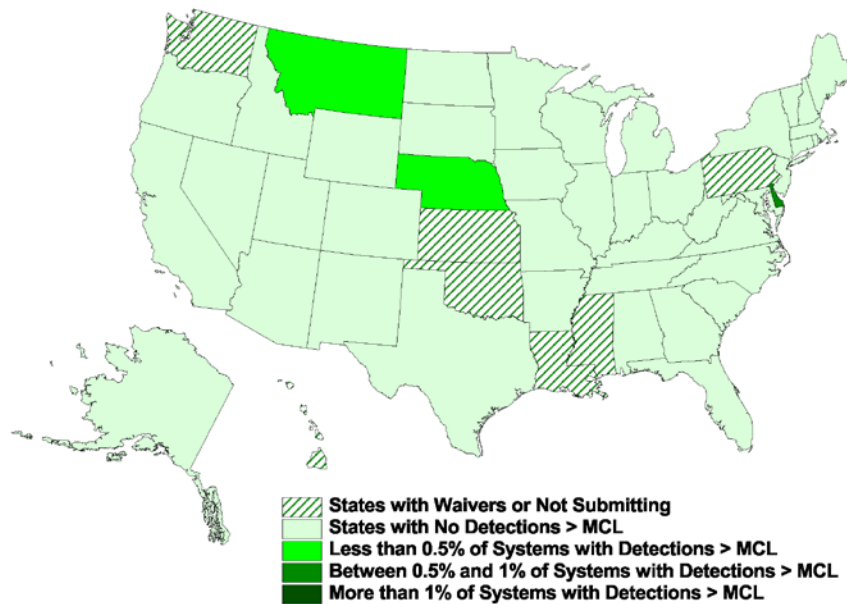 States with Waivers or Not Submitting
States with No Detections > MCL
Less than 0.5% of Systems with Detections > MCL
Between 0.5% and 1% of Systems with Detections > MCL
More than 1% of Systems with Detections > MCL